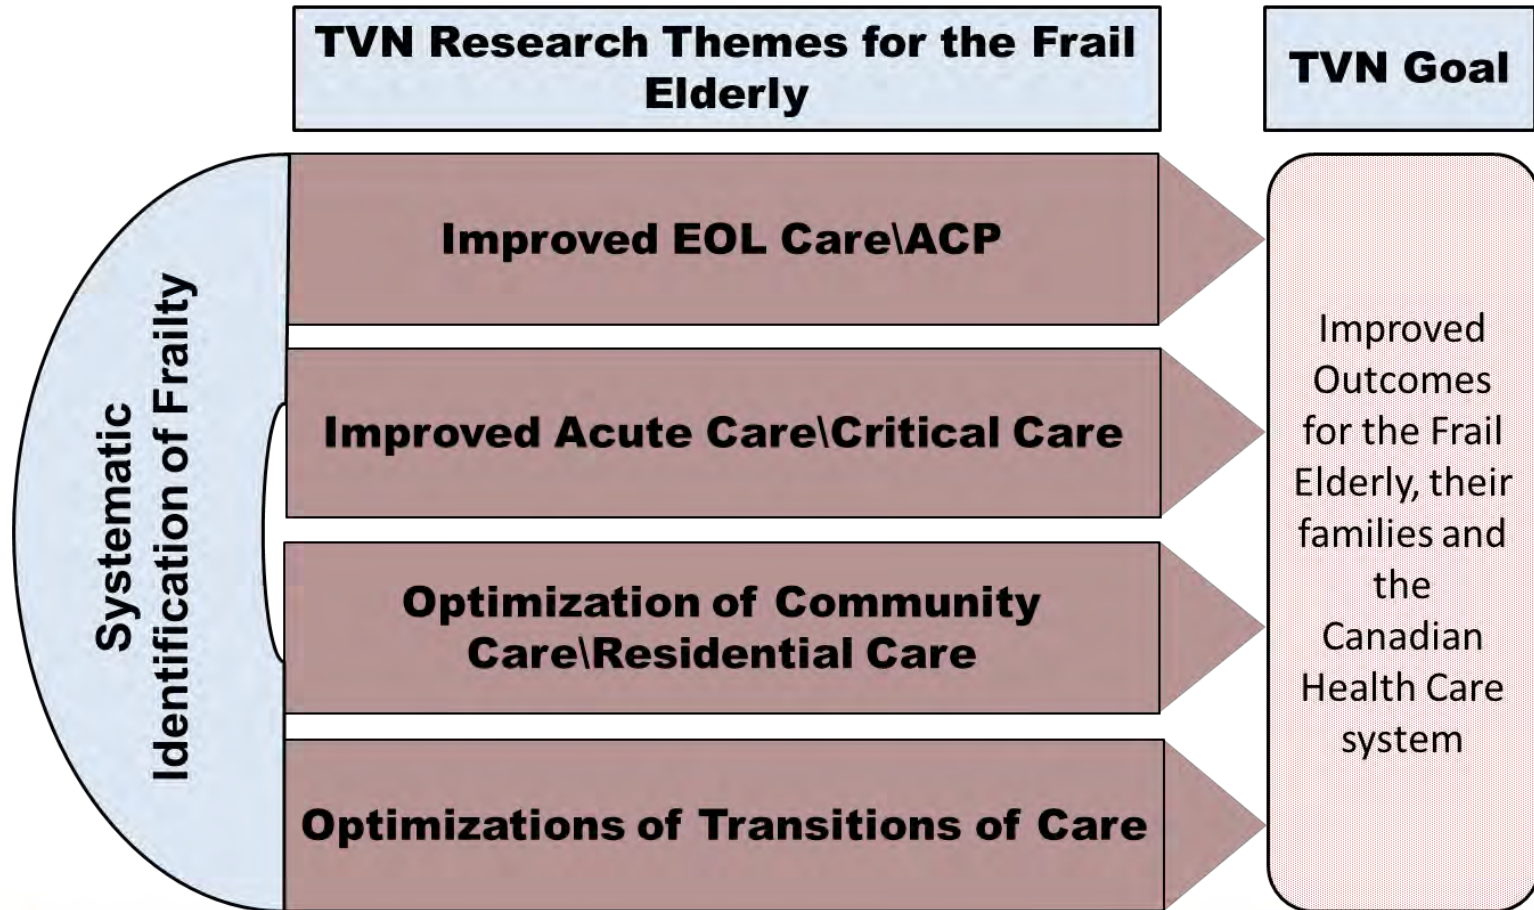 TVN Research Themes for the Frail
Elderly
TVN Goal
Systematic
Identification of Frailty
Improved EOL Care\ACP
Improved Acute Care\Critical Care
Optimization of Community
Care\Residential Care
Optimizations of Transitions of Care
Improved
Outcomes
for the Frail
Elderly, their
families and
the
Canadian
Health Care
system